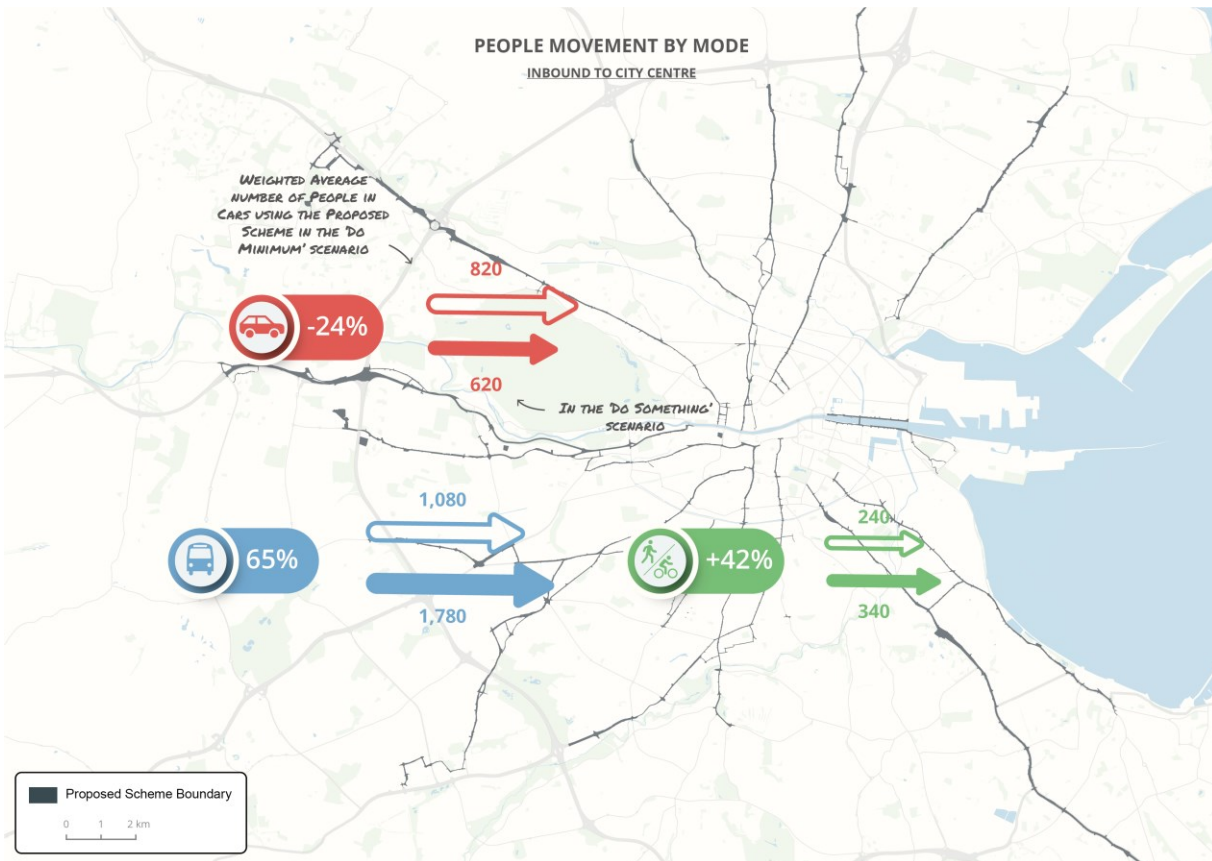 PEOPLE MOVEMENT BY MODE
INBOUND TO CITY CENTRE
WEIGHTED AVERAGE
NUMBER OF PEOPLE IN
CARS USING THE PROPOSED
SCHEME IN THE 'DO
MINIMUM' SCENARIO
820
-24%
620
IN THE 'DO SOMETHING'
SCENARIO
1,080
65%
1,780
240
+42%
340
Proposed Scheme Boundary
0 1 2 km